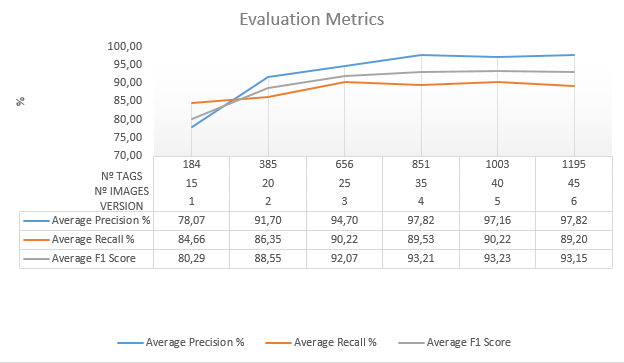 Evaluation Metrics
100,00
95,00
90,00
85,00
80,00
75,00
70,00
%
Nº TAGS 184 385 656 851 1003 1195
Nº IMAGES 15 20 25 35 40 45
VERSION 1 2 3 4 5 6
Average Precision % 78,07 91,70 94,70 97,82 97,16 97,82
Average Recall % 84,66 86,35 90,22 89,53 90,22 89,20
Average F1 Score 80,29 88,55 92,07 93,21 93,23 93,15
Average Precision % Average Recall % Average F1 Score